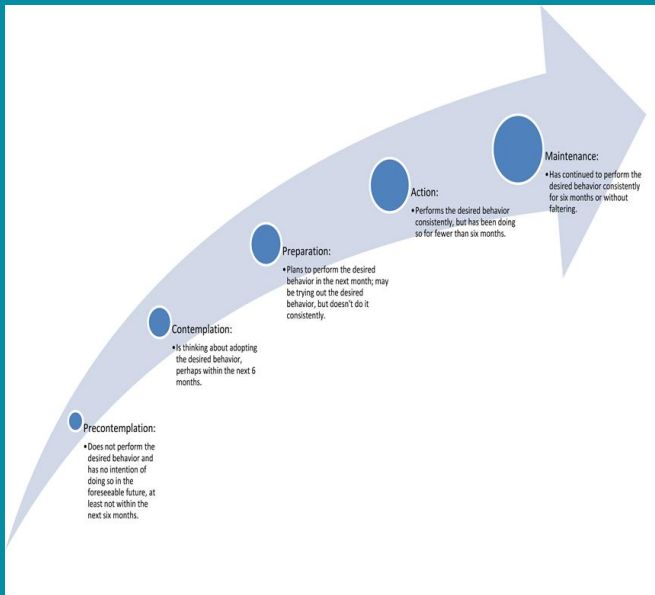 Precontemplation:
•Does not perform the
desired behavior and
has no intention of
doing so in the
foreseeable future, at
least not within the
next six months.
Contemplation:
•Is thinking about adopting
the desired behavior,
perhaps within the next 6
months.
Preparation:
•Plans to perform the desired
behavior in the next month; may
be trying out the desired
behavior, but doesn't do it
consistently.
Action:
•Performs the desired behavior
consistently, but has been doing
so for fewer than six months.
Maintenance:
•Has continued to perform the
desired behavior consistently
for six months or without
faltering.